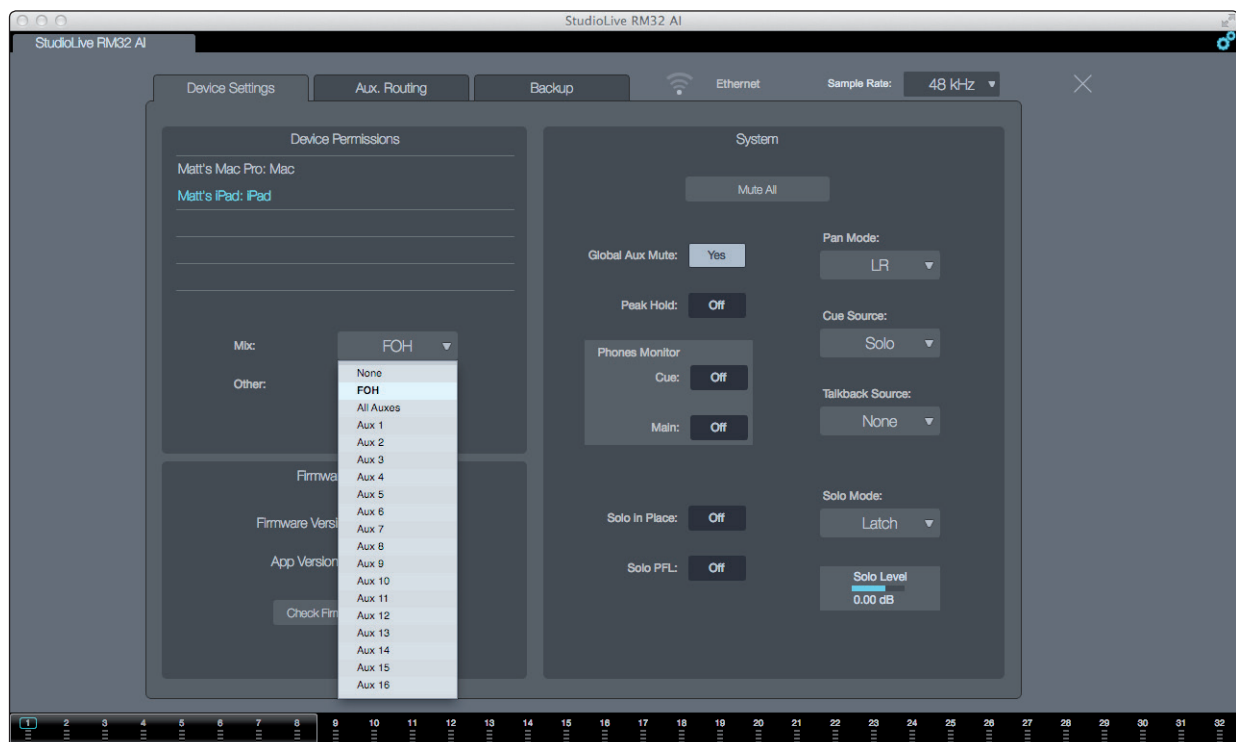 StudioLive RM32 AI
StudioLive RM32 AI
Device Settings
Aux. Routing
Backup
Ethernet
Sample Rate:
48 kHz
Device Permissions
Matt's Mac Pro: Mac
Matt's iPad: iPad
Mix:
FOH
Other:
None
FOH
All Auxes
Aux 1
Aux 2
Aux 3
Aux 4
Aux 5
Aux 6
Aux 7
Aux 8
Aux 9
Aux 10
Aux 11
Aux 12
Aux 13
Aux 14
Aux 15
Aux 16
Firmwa
Firmware Versi
App Version
Check Firm
System
Mute All
Global Aux Mute:
Yes
Peak Hold:
Off
Phones Monitor
Cue:
Off
Main:
Off
Solo in Place:
Off
Solo PFL:
Off
Pan Mode:
LR
Cue Source:
Solo
Talkback Source:
None
Solo Mode:
Latch
Solo Level
0.00 dB
1 2 3 4 5 6 7 8 9 10 11 12 13 14 15 16 17 18 19 20 21 22 23 24 25 26 27 28 29 30 31 32